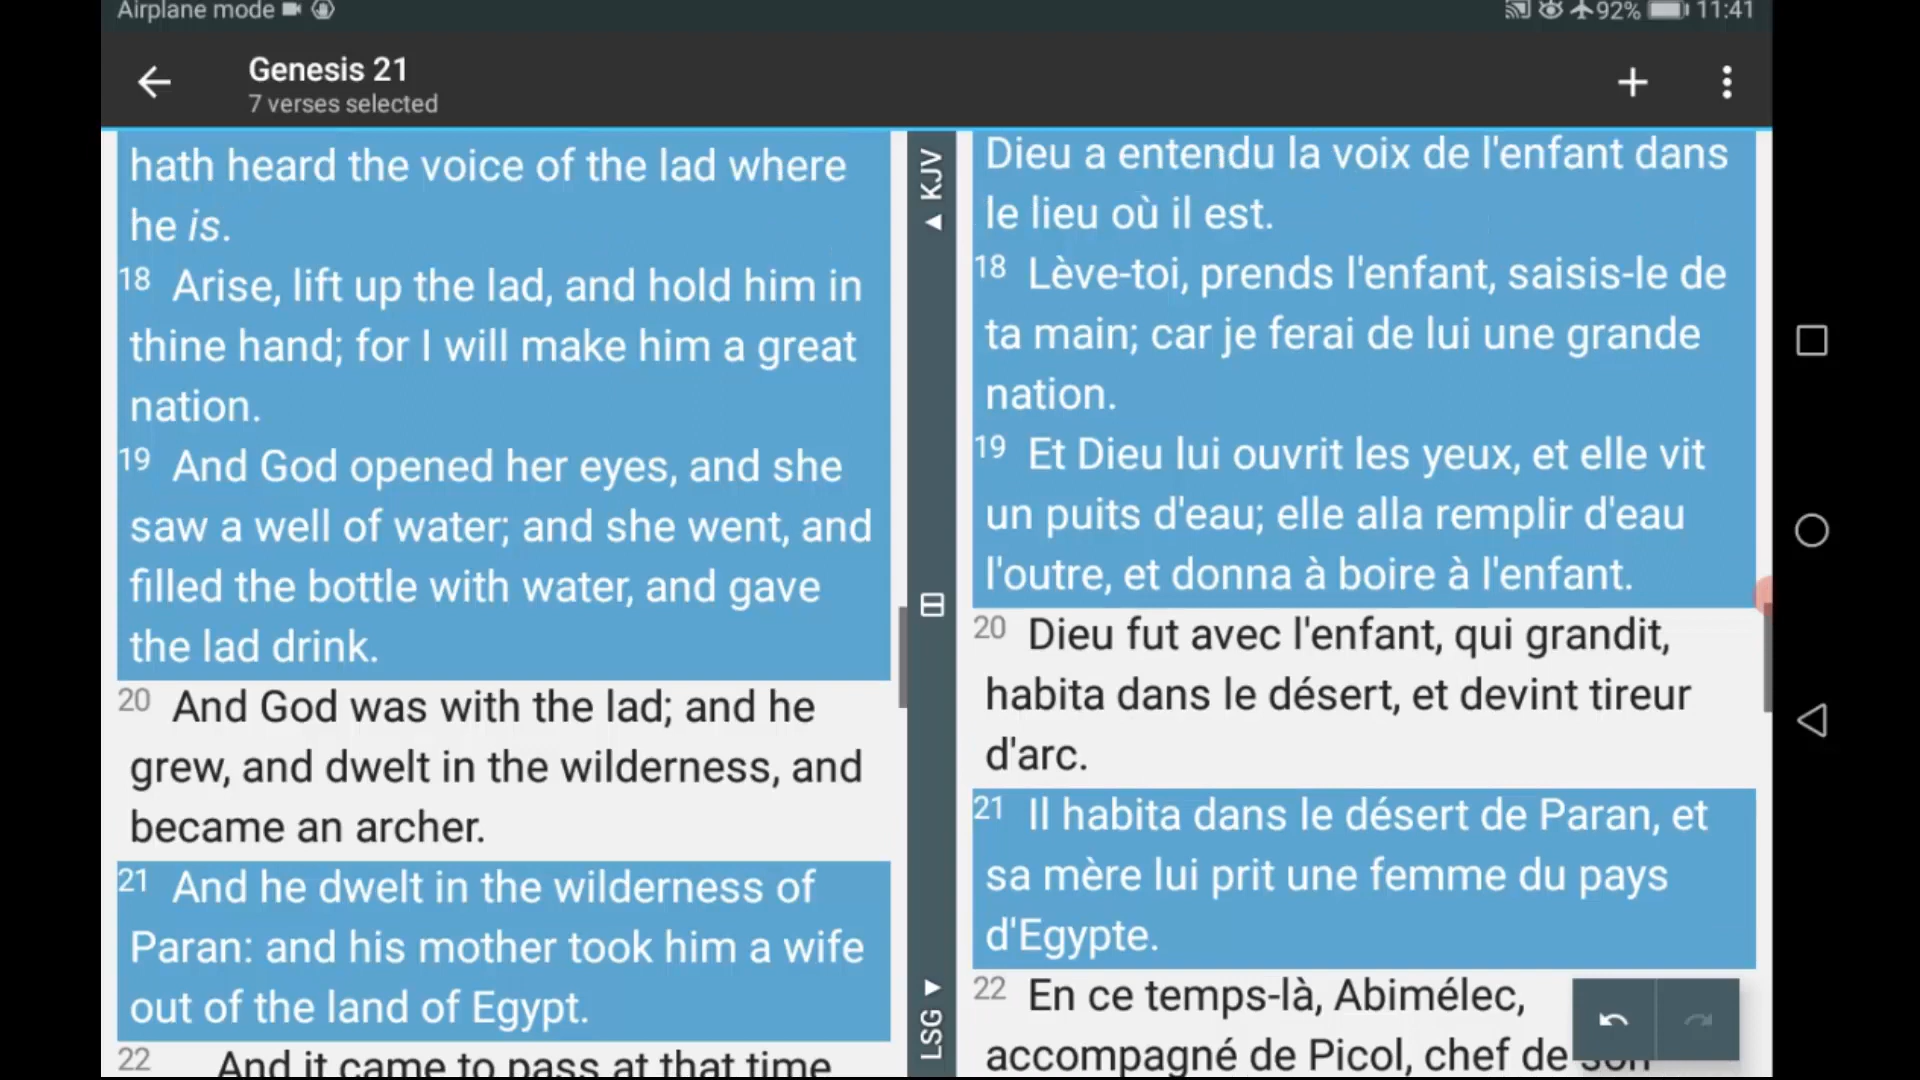 Airplane mode
92% 11:41
Genesis 21
7 verses selected
hath heard the voice of the lad where
he is.
18 Arise, lift up the lad, and hold him in
thine hand; for I will make him a great
nation.
19 And God opened her eyes, and she
saw a well of water; and she went, and
filled the bottle with water, and gave
the lad drink.
20 And God was with the lad; and he
grew, and dwelt in the wilderness, and
became an archer.
21 And he dwelt in the wilderness of
Paran: and his mother took him a wife
out of the land of Egypt.
22 And it came to pass at that time
KJV
LSG
Dieu a entendu la voix de l'enfant dans
le lieu où il est.
18 Lève-toi, prends l'enfant, saisis-le de
ta main; car je ferai de lui une grande
nation.
19 Et Dieu lui ouvrit les yeux, et elle vit
un puits d'eau; elle alla remplir d'eau
l'outre, et donna à boire à l'enfant.
20 Dieu fut avec l'enfant, qui grandit,
habita dans le désert, et devint tireur
d'arc.
21 Il habita dans le désert de Paran, et
sa mère lui prit une femme du pays
d'Egypte.
22 En ce temps-là, Abimélec,
accompagné de Picol, chef de son